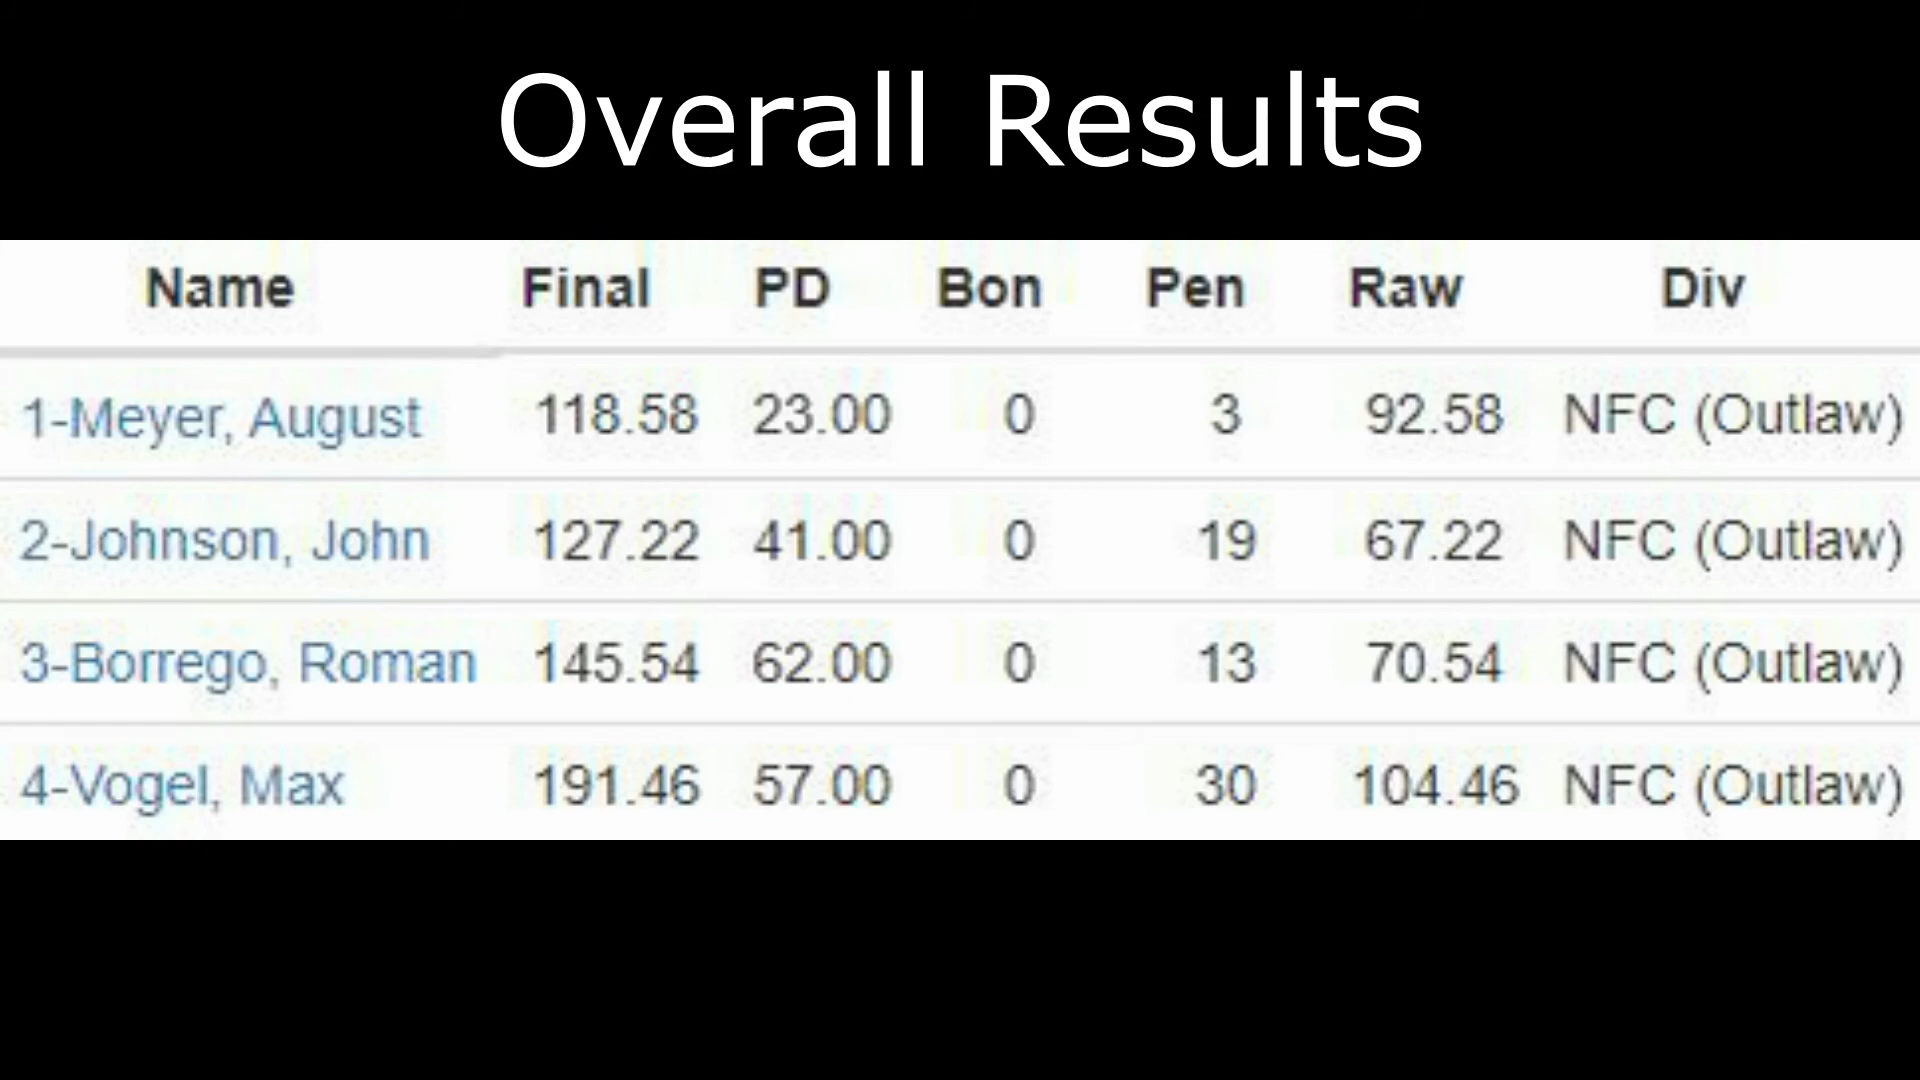 Overall Results
Name Final PD Bon Pen Raw Div
1-Meyer, August 118.58 23.00 0 3 92.58 NFC (Outlaw)
2-Johnson, John 127.22 41.00 0 19 67.22 NFC (Outlaw)
3-Borrego, Roman 145.54 62.00 0 13 70.54 NFC (Outlaw)
4-Vogel, Max 191.46 57.00 0 30 104.46 NFC (Outlaw)